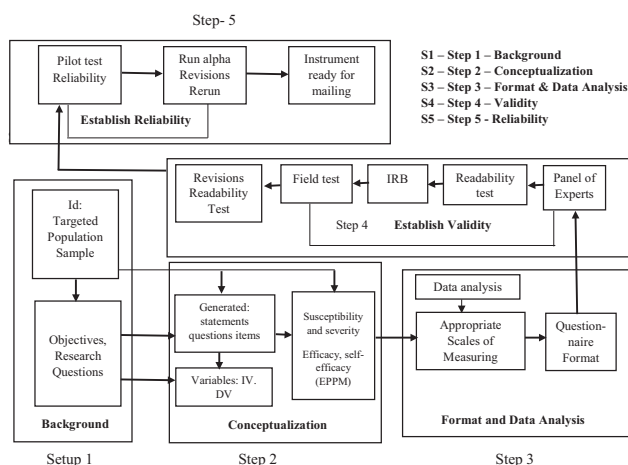 Step- 5
Pilot test
Reliability
Run alpha
Revisions
Rerun
Instrument
ready for
mailing
Establish Reliability
S1 – Step 1 – Background
S2 – Step 2 – Conceptualization
S3 – Step 3 – Format & Data Analysis
S4 – Step 4 – Validity
S5 – Step 5 - Reliability
Revisions
Readability
Test
Field test
IRB
Readability
test
Panel of
Experts
Step 4
Establish Validity
Id:
Targeted
Population
Sample
Objectives,
Research
Questions
Background
Setup 1
Generated:
statements
questions items
Variables: IV.
DV
Susceptibility
and severity
Efficacy, self-
efficacy
(EPPM)
Conceptualization
Step 2
Data analysis
Appropriate
Scales of
Measuring
Question-
naire
Format
Format and Data Analysis
Step 3